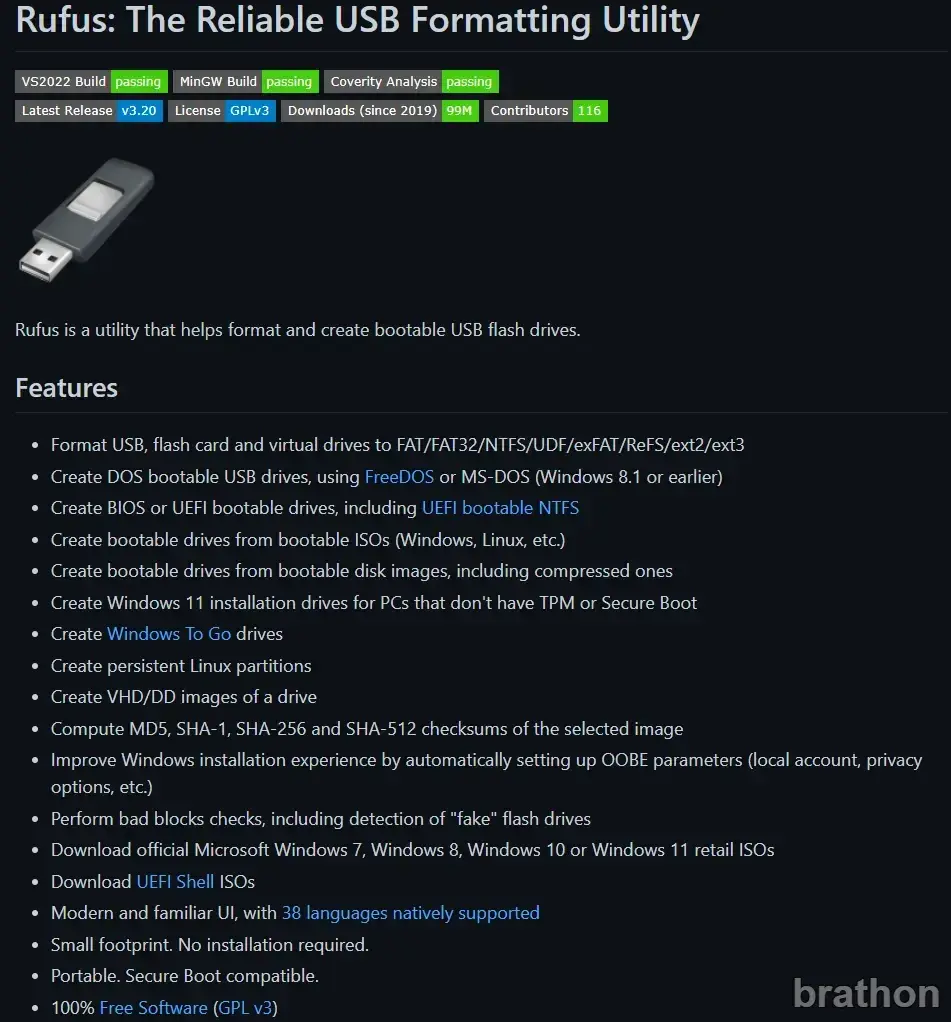 Rufus: The Reliable USB Formatting Utility
VS2022 Build passing MinGW Build passing Coverity Analysis passing
Latest Release v3.20 License GPLv3 Downloads (since 2019) 99M Contributors 116
Rufus is a utility that helps format and create bootable USB flash drives.
Features
• Format USB, flash card and virtual drives to FAT/FAT32/NTFS/UDF/exFAT/ReFS/ext2/ext3
• Create DOS bootable USB drives, using FreeDOS or MS-DOS (Windows 8.1 or earlier)
• Create BIOS or UEFI bootable drives, including UEFI bootable NTFS
• Create bootable drives from bootable ISOs (Windows, Linux, etc.)
• Create bootable drives from bootable disk images, including compressed ones
• Create Windows 11 installation drives for PCs that don't have TPM or Secure Boot
• Create Windows To Go drives
• Create persistent Linux partitions
• Create VHD/DD images of a drive
• Compute MD5, SHA-1, SHA-256 and SHA-512 checksums of the selected image
• Improve Windows installation experience by automatically setting up OOBE parameters (local account, privacy
options, etc.)
• Perform bad blocks checks, including detection of "fake" flash drives
• Download official Microsoft Windows 7, Windows 8, Windows 10 or Windows 11 retail ISOs
• Download UEFI Shell ISOs
• Modern and familiar UI, with 38 languages natively supported
• Small footprint. No installation required.
• Portable. Secure Boot compatible.
• 100% Free Software (GPL v3)
brathon